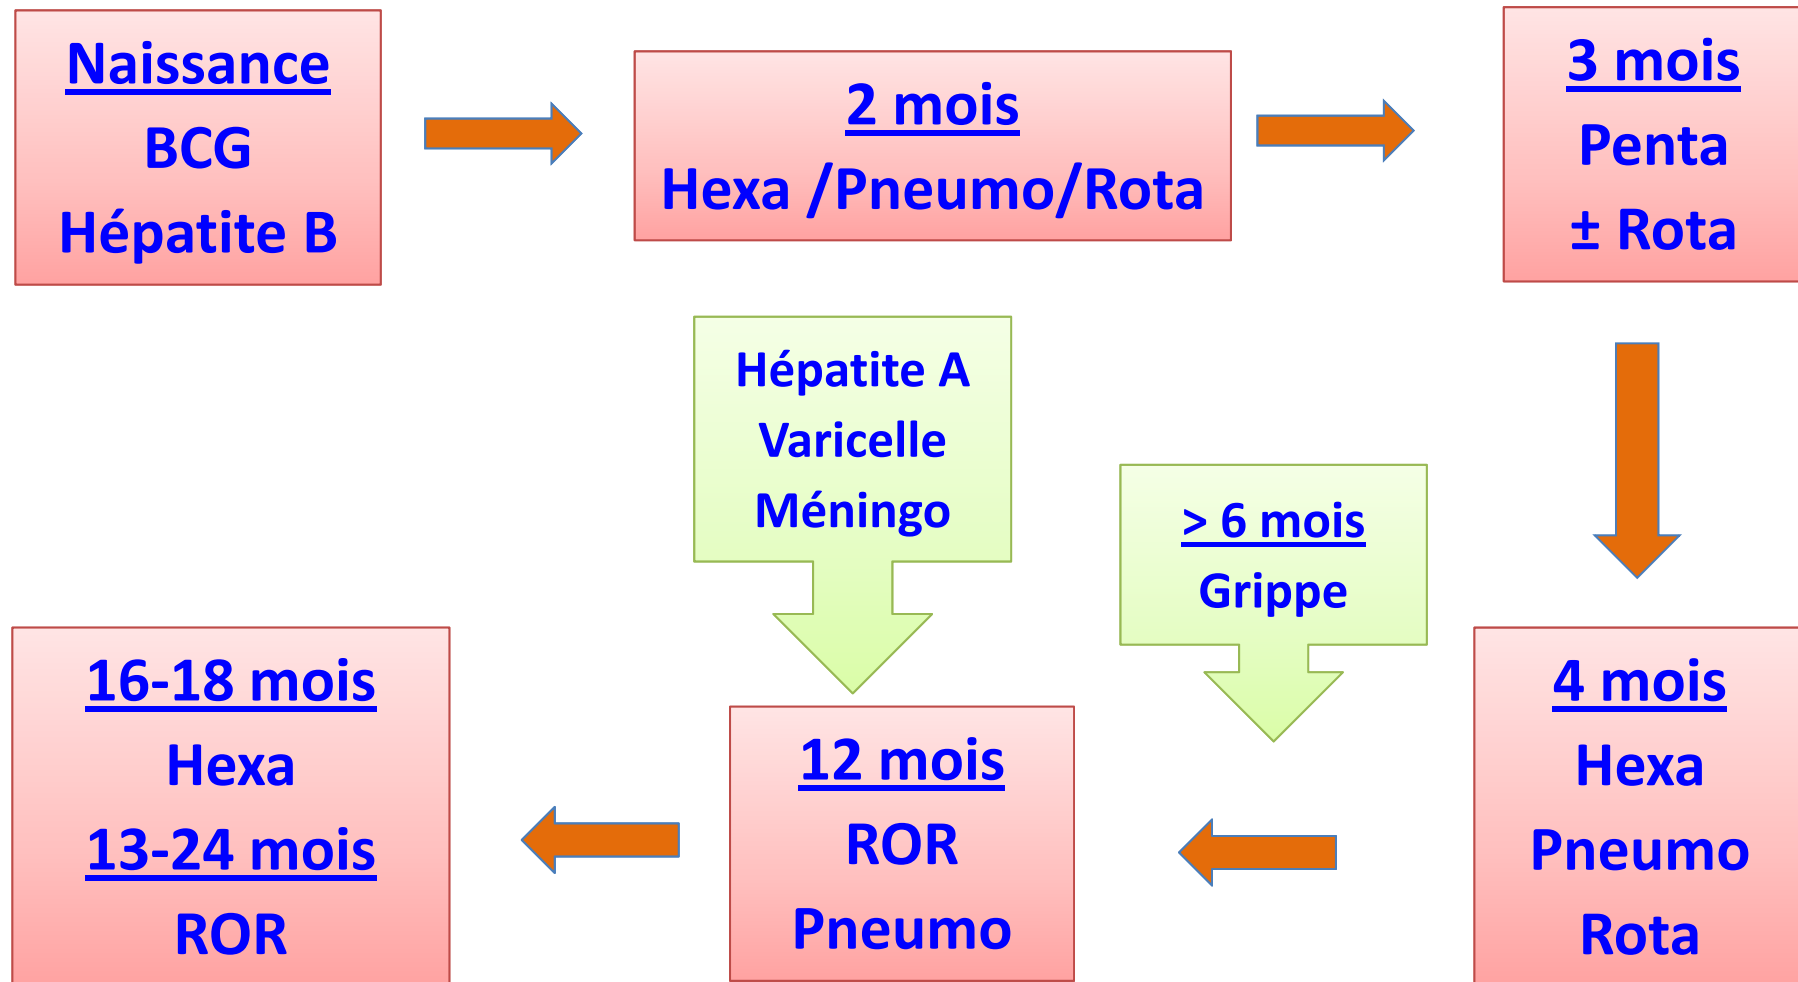 Naissance
BCG
Hépatite B
2 mois
Hexa /Pneumo/Rota
3 mois
Penta
± Rota
Hépatite A
Varicelle
Méningo
> 6 mois
Grippe
4 mois
Hexa
Pneumo
Rota
12 mois
ROR
Pneumo
16-18 mois
Hexa
13-24 mois
ROR